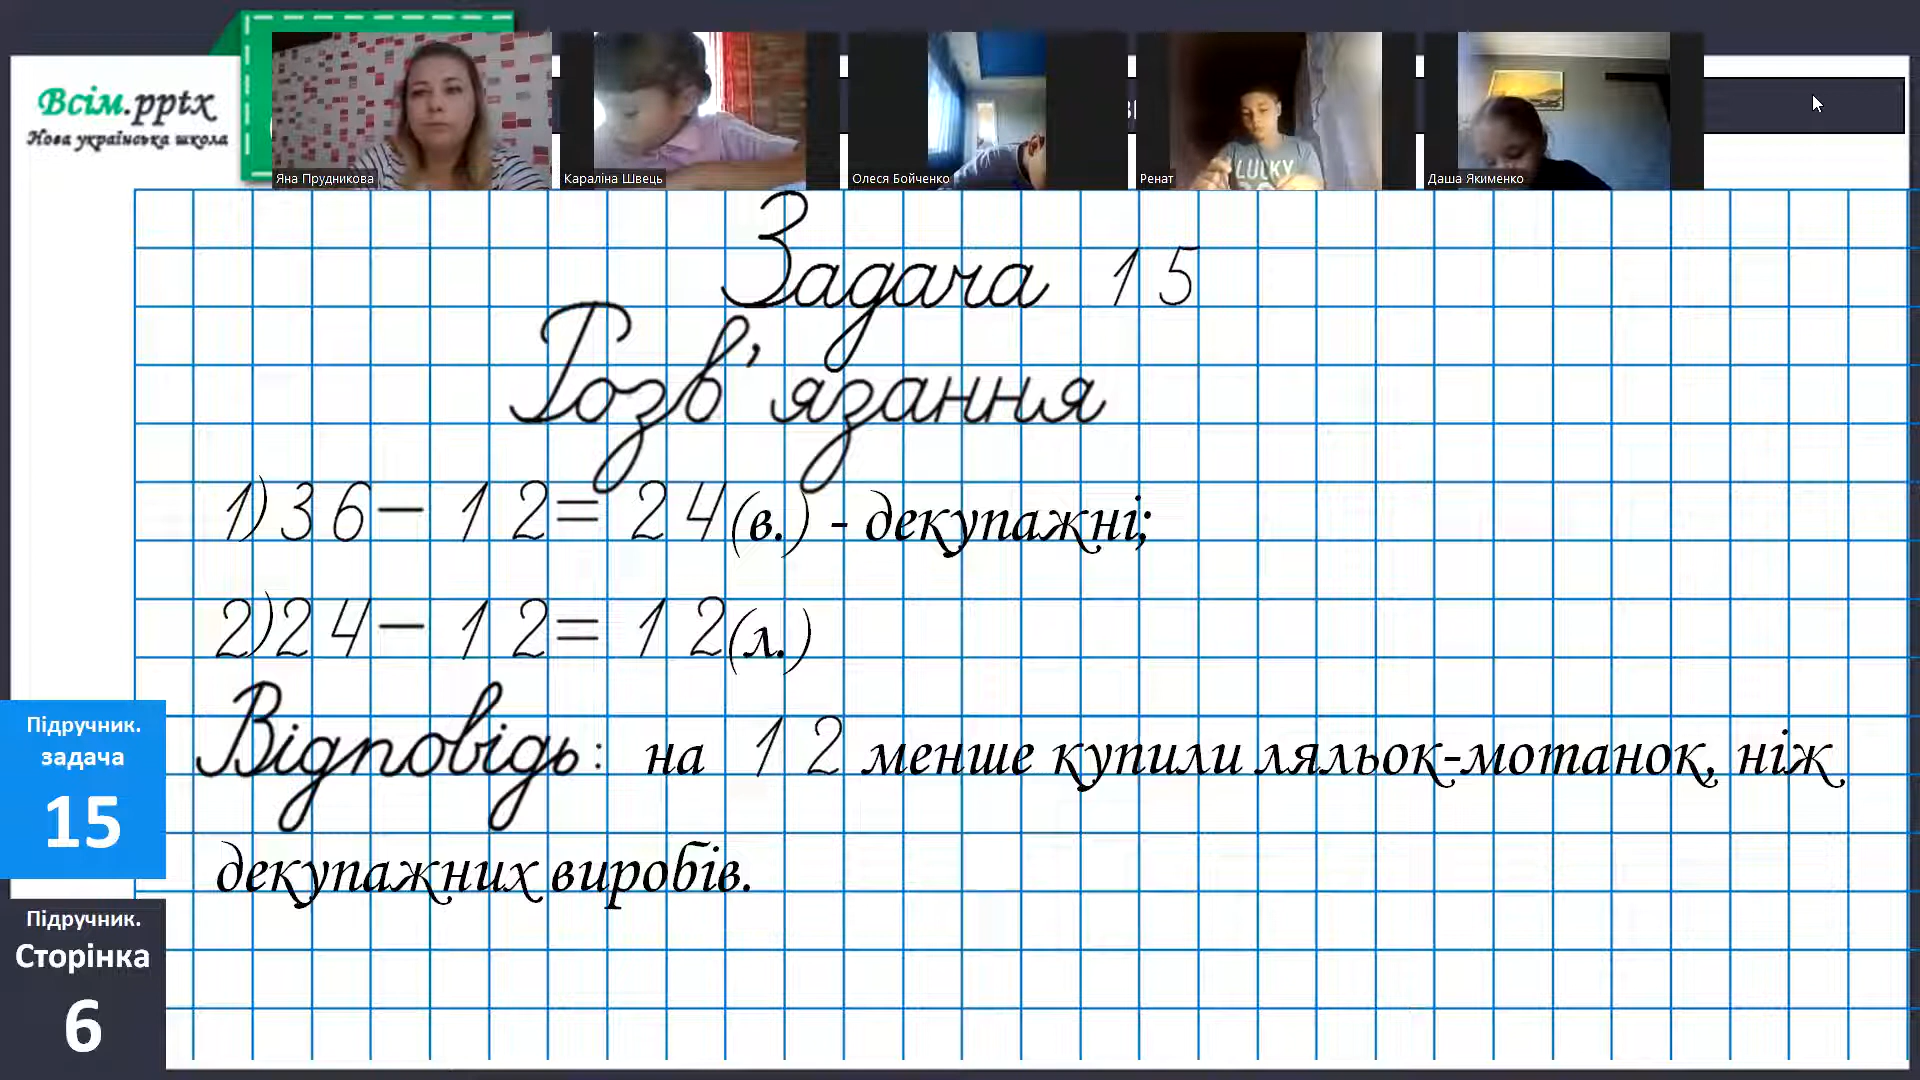 Всім.pptx
Нова українська школа
Яна Прудникова
Караліна Швець
Олеся Бойченко
Ренат
LUCKY
Даша Якименко
Задача 15
Розв'язання
1)36-12=24(в.) - декупажні;
2)24-12=12(л.)
Відповідь: на 12 менше купили ляльок-мотанок, ніж
декупажних виробів.
Підручник.
задача
15
Підручник.
Сторінка
6